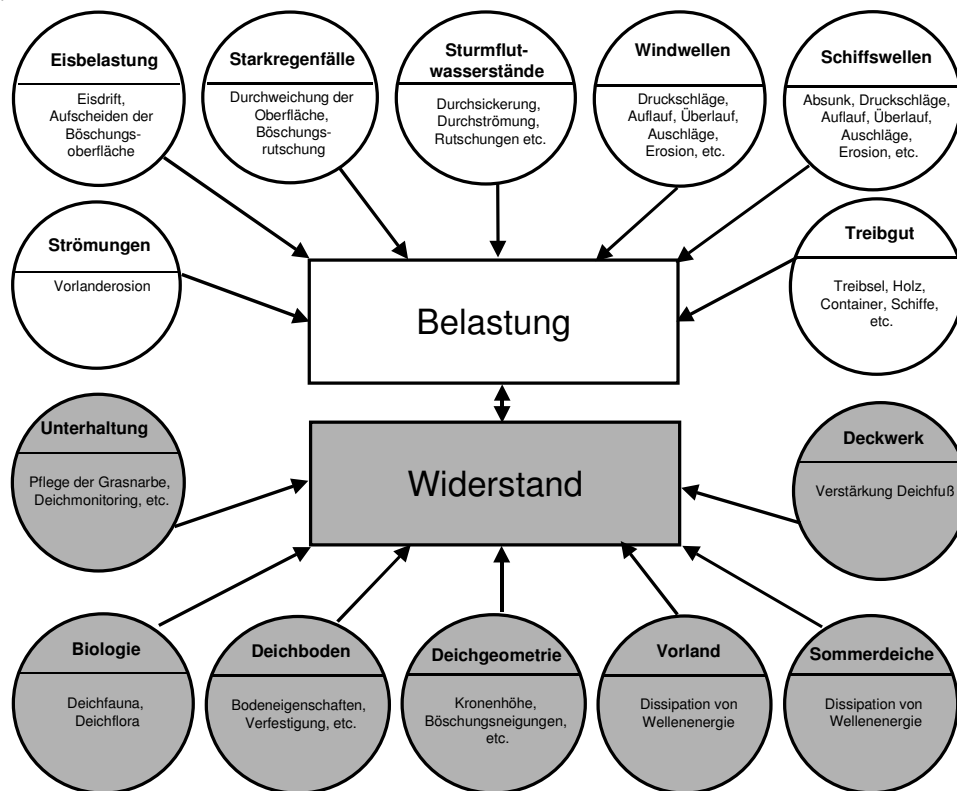 Eisbelastung
Eisdrift,
Aufscheiden der
Böschungs-
oberfläche
Starkregenfälle
Durchweichung der
Oberfläche,
Böschungs-
rutschung
Sturmflut-
wasserstände
Durchsickerung,
Durchströmung,
Rutschungen etc.
Windwellen
Druckschläge,
Auflauf, Überlauf,
Auschläge,
Erosion, etc.
Schiffswellen
Absunk, Druckschläge,
Auflauf, Überlauf,
Auschläge,
Erosion, etc.
Strömungen
Vorlanderosion
Belastung
Treibgut
Treibsel, Holz,
Container, Schiffe,
etc.
Unterhaltung
Pflege der Grasnarbe,
Deichmonitoring, etc.
Widerstand
Deckwerk
Verstärkung Deichfuß
Biologie
Deichfauna,
Deichflora
Deichboden
Bodeneigenschaften,
Verfestigung, etc.
Deichgeometrie
Kronenhöhe,
Böschungsneigungen,
etc.
Vorland
Dissipation von
Wellenenergie
Sommerdeiche
Dissipation von
Wellenenergie